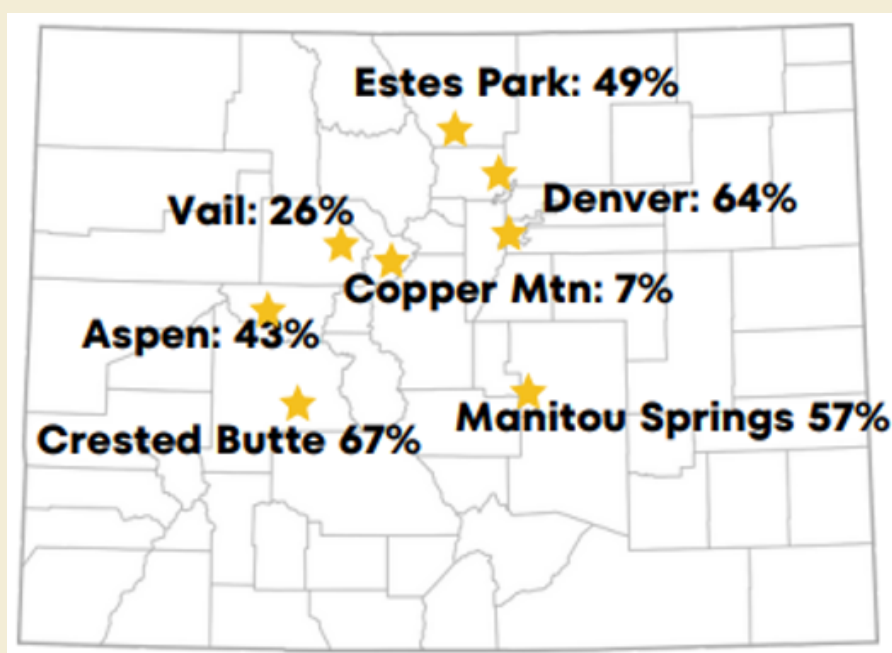 Estes Park: 49%
Denver: 64%
Vail: 26%
Copper Mtn: 7%
Aspen: 43%
Manitou Springs 57%
Crested Butte 67%